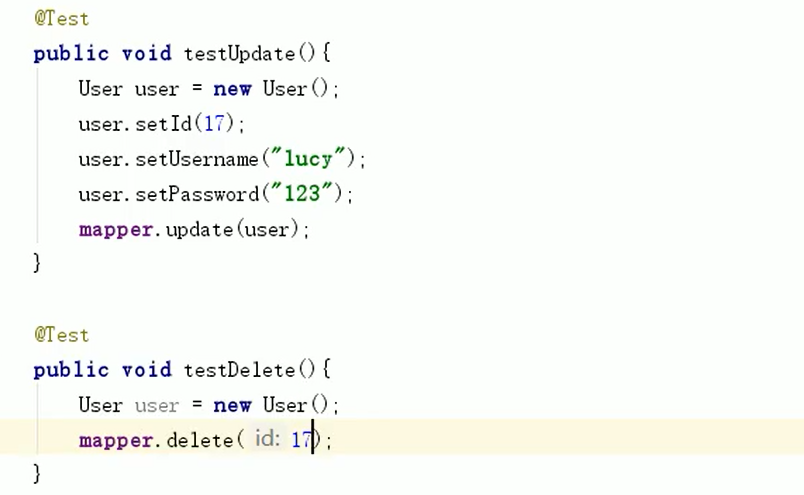 @Test
public void testUpdate(){
User user = new User();
user.setId(17);
user.setUsername("lucy");
user.setPassword("123");
mapper.update(user);
}
@Test
public void testDelete(){
User user = new User();
mapper.delete( id: 17);
}